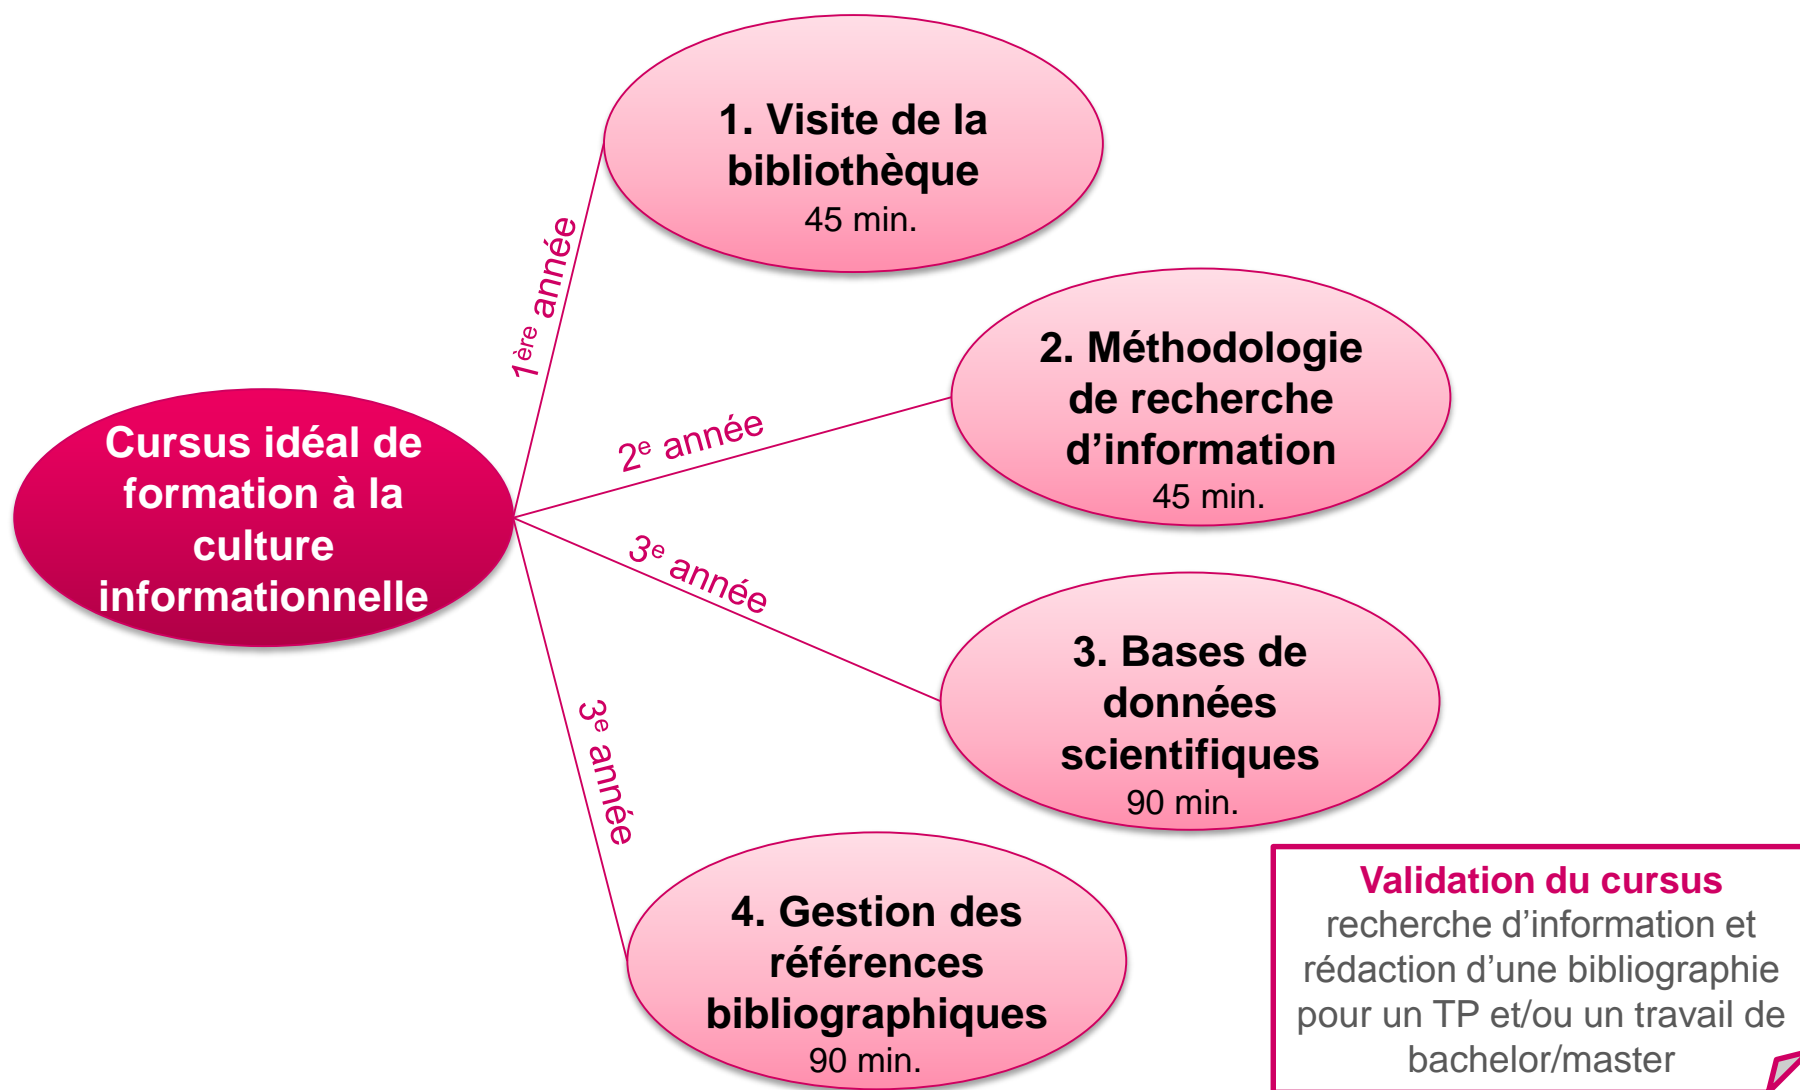 1. Visite de la
bibliothèque
45 min.
1ère année
2. Méthodologie
de recherche
d’information
45 min.
2e année
Cursus idéal de
formation à la
culture
informationnelle
3e année
3. Bases de
données
scientifiques
90 min.
3e année
4. Gestion des
références
bibliographiques
90 min.
Validation du cursus
recherche d’information et
rédaction d’une bibliographie
pour un TP et/ou un travail de
bachelor/master